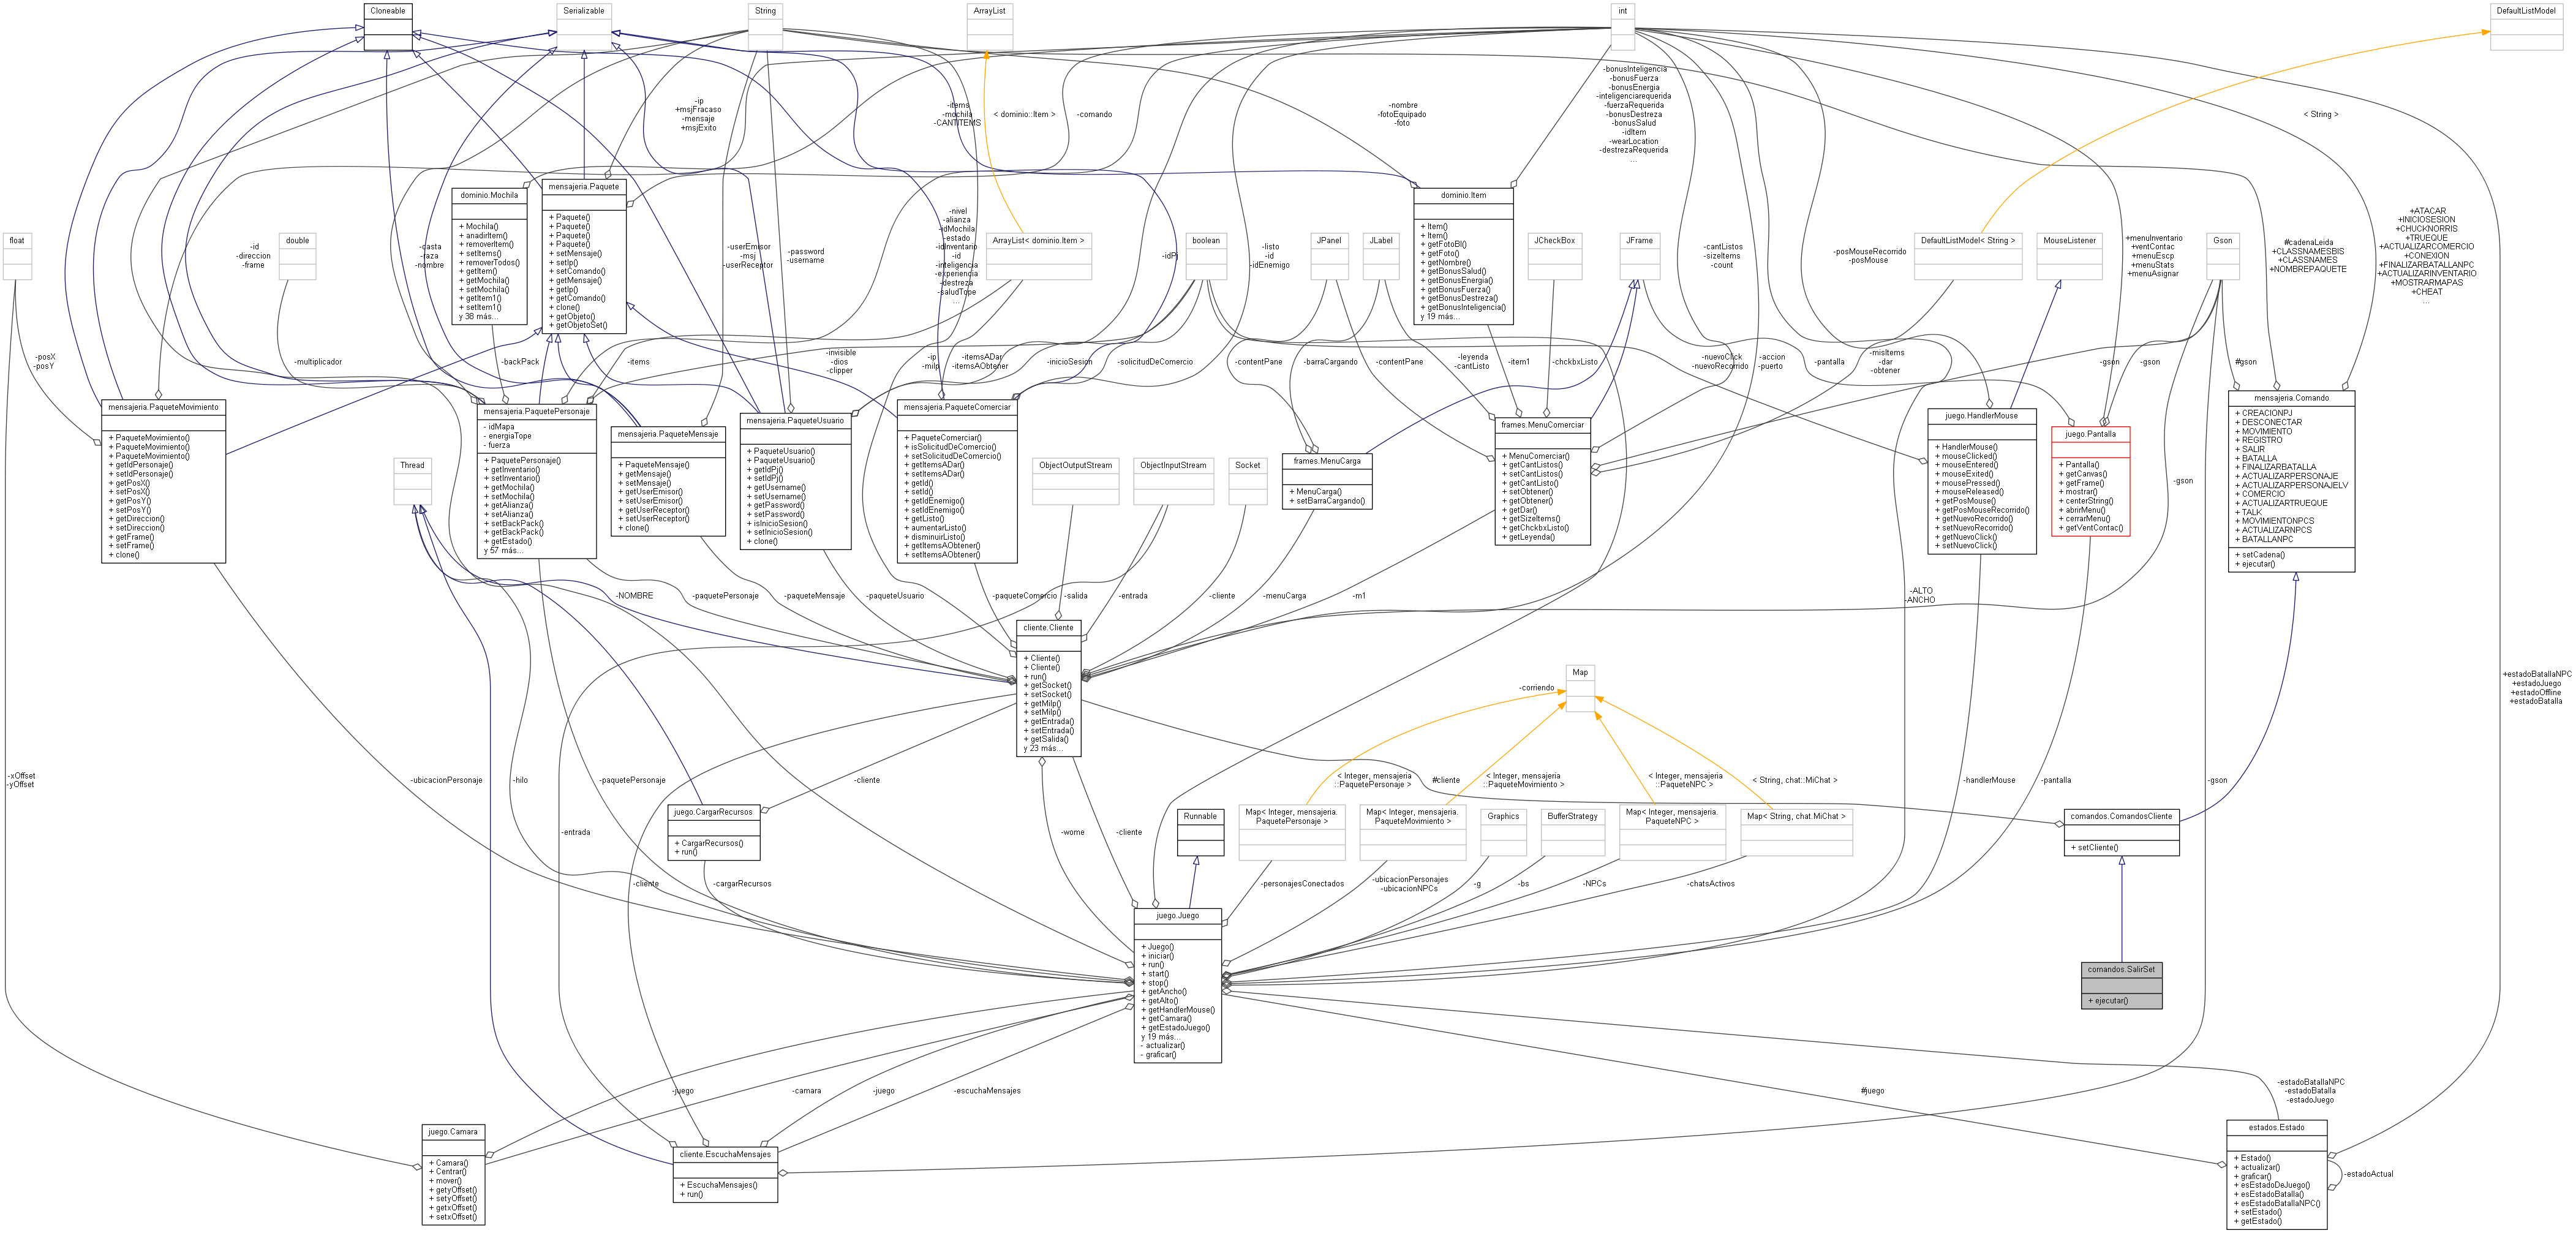 Cloneable
Serializable
String
ArrayList
int
DefaultListModel
-ip
+msjFracaso
-mensaje
+msjExito
-items
-mochila
-CANTITEMS
< dominio::Item >
-comando
-nombre
-fotoEquipado
-foto
-bonusInteligencia
-bonusFuerza
-bonusEnergia
-inteligenciarequerida
-fuerzaRequerida
-bonusDestreza
-bonusSalud
-idItem
-wearLocation
-destrezaRequerida
...
< String >
dominio.Mochila
+ Mochila()
+ anadirItem()
+ removerItem()
+ setItems()
+ removerTodos()
+ getItem()
+ getMochila()
+ setMochila()
+ getItem1()
+ setItem1()
y 38 más...
mensajeria.Paquete
+ Paquete()
+ Paquete()
+ Paquete()
+ Paquete()
+ setMensaje()
+ setIp()
+ setComando()
+ getMensaje()
+ getIp()
+ getComando()
+ clone()
+ getObjeto()
+ getObjetoSet()
dominio.Item
+ Item()
+ Item()
+ getFotoBI()
+ getFoto()
+ getNombre()
+ getBonusSalud()
+ getBonusEnergia()
+ getBonusFuerza()
+ getBonusDestreza()
+ getBonusInteligencia()
y 19 más...
float
-id
-direccion
-frame
double
-casta
-raza
-nombre
-userEmisor
-msj
-userReceptor
-password
-username
-nivel
-alianza
-idMochila
-estado
-idInventario
-id
-inteligencia
-experiencia
-destreza
-saludTope
...
ArrayList< dominio.Item >
-idPj
boolean
-listo
-id
-idEnemigo
JPanel
JLabel
JCheckBox
JFrame
-cantListos
-sizeItems
-count
-posMouseRecorrido
-posMouse
DefaultListModel< String >
MouseListener
+menuInventario
+ventContac
+menuEscp
+menuStats
+menuAsignar
Gson
#cadenaLeida
+CLASSNAMESBIS
+CLASSNAMES
+NOMBREPAQUETE
+ATACAR
+INICIOSESION
+CHUCKNORRIS
+TRUEQUE
+ACTUALIZARCOMERCIO
+CONEXION
+FINALIZARBATALLANPC
+ACTUALIZARINVENTARIO
+MOSTRARMAPAS
+CHEAT
...
-posX
-posY
-multiplicador
-backPack
-items
-invisible
-dios
-clipper
-ip
-milp
-itemsADar
-itemsAObtener
-inicioSesion
-solicitudDeComercio
-contentPane
-barraCargando
-contentPane
-leyenda
-cantListo
-item1
-chckbxListo
-nuevoClick
-nuevoRecorrido
-accion
-puerto
-pantalla
-misItems
-dar
-obtener
-gson
-gson
#gson
mensajeria.PaqueteMovimiento
+ PaqueteMovimiento()
+ PaqueteMovimiento()
+ PaqueteMovimiento()
+ getIdPersonaje()
+ setIdPersonaje()
+ getPosX()
+ setPosX()
+ getPosY()
+ setPosY()
+ getDireccion()
+ setDireccion()
+ getFrame()
+ setFrame()
+ clone()
mensajeria.PaquetePersonaje
- idMapa
- energiaTope
- fuerza
+ PaquetePersonaje()
+ getInventario()
+ setInventario()
+ getMochila()
+ setMochila()
+ getAlianza()
+ setAlianza()
+ setBackPack()
+ getBackPack()
+ getEstado()
y 57 más...
mensajeria.PaqueteMensaje
+ PaqueteMensaje()
+ getMensaje()
+ setMensaje()
+ getUserEmisor()
+ setUserEmisor()
+ getUserReceptor()
+ setUserReceptor()
+ clone()
mensajeria.PaqueteUsuario
+ PaqueteUsuario()
+ PaqueteUsuario()
+ getIdPj()
+ setIdPj()
+ getUsername()
+ setUsername()
+ getPassword()
+ setPassword()
+ isInicioSesion()
+ setInicioSesion()
+ clone()
mensajeria.PaqueteComerciar
+ PaqueteComerciar()
+ isSolicitudDeComercio()
+ setSolicitudDeComercio()
+ getItemsADar()
+ setItemsADar()
+ getId()
+ setId()
+ getIdEnemigo()
+ setIdEnemigo()
+ getListo()
+ aumentarListo()
+ disminuirListo()
+ getItemsAObtener()
+ setItemsAObtener()
frames.MenuCarga
+ MenuCarga()
+ setBarraCargando()
frames.MenuComerciar
+ MenuComerciar()
+ getCantListos()
+ setCantListos()
+ getCantListo()
+ setObtener()
+ getObtener()
+ getDar()
+ getSizeItems()
+ getChckbxListo()
+ getLeyenda()
juego.HandlerMouse
+ HandlerMouse()
+ mouseClicked()
+ mouseEntered()
+ mouseExited()
+ mousePressed()
+ mouseReleased()
+ getPosMouse()
+ getPosMouseRecorrido()
+ getNuevoRecorrido()
+ setNuevoRecorrido()
+ getNuevoClick()
+ setNuevoClick()
juego.Pantalla
+ Pantalla()
+ getCanvas()
+ getFrame()
+ mostrar()
+ centerString()
+ abrirMenu()
+ cerrarMenu()
+ getVentContac()
mensajeria.Comando
+ CREACIONPJ
+ DESCONECTAR
+ MOVIMIENTO
+ REGISTRO
+ SALIR
+ BATALLA
+ FINALIZARBATALLA
+ ACTUALIZARPERSONAJE
+ ACTUALIZARPERSONAJELV
+ COMERCIO
+ ACTUALIZARTRUEQUE
+ TALK
+ MOVIMIENTONPCS
+ ACTUALIZARNPCS
+ BATALLANPC
+ setCadena()
+ ejecutar()
Thread
ObjectOutputStream
ObjectInputStream
Socket
-gson
-NOMBRE
-paquetePersonaje
-paqueteMensaje
-paqueteUsuario
-paqueteComercio
-salida
-entrada
-cliente
-menuCarga
-m1
-ALTO
-ANCHO
cliente.Cliente
+ Cliente()
+ Cliente()
+ run()
+ getSocket()
+ setSocket()
+ getMilp()
+ setMilp()
+ getEntrada()
+ setEntrada()
+ getSalida()
y 23 más...
Map
-corriendo
+estadoBatallaNPC
+estadoJuego
+estadoOffline
+estadoBatalla
-xOffset
-yOffset
-ubicacionPersonaje
-hilo
-paquetePersonaje
-cliente
#cliente
< Integer, mensajeria
::PaquetePersonaje >
< Integer, mensajeria
::PaqueteMovimiento >
< Integer, mensajeria
::PaqueteNPC >
< String, chat::MiChat >
-handlerMouse
-pantalla
-gson
juego.CargarRecursos
+ CargarRecursos()
+ run()
-entrada
-wome
-cliente
Runnable
Map< Integer, mensajeria.
PaquetePersonaje >
Map< Integer, mensajeria.
PaqueteMovimiento >
Graphics
BufferStrategy
Map< Integer, mensajeria.
PaqueteNPC >
Map< String, chat.MiChat >
comandos.ComandosCliente
+ setCliente()
-cliente
-cargarRecursos
-personajesConectados
-ubicacionPersonajes
-ubicacionNPCs
-g
-bs
-NPCs
-chatsActivos
juego.Juego
+ Juego()
+ iniciar()
+ run()
+ start()
+ stop()
+ getAncho()
+ getAlto()
+ getHandlerMouse()
+ getCamara()
+ getEstadoJuego()
y 19 más...
- actualizar()
- graficar()
comandos.SalirSet
+ ejecutar()
-juego
-camara
-juego
-escuchaMensajes
#juego
-estadoBatallaNPC
-estadoBatalla
-estadoJuego
juego.Camara
+ Camara()
+ Centrar()
+ mover()
+ getyOffset()
+ setyOffset()
+ getxOffset()
+ setxOffset()
cliente.EscuchaMensajes
+ EscuchaMensajes()
+ run()
estados.Estado
+ Estado()
+ actualizar()
+ graficar()
+ esEstadoDeJuego()
+ esEstadoBatalla()
+ esEstadoBatallaNPC()
+ setEstado()
+ getEstado()
-estadoActual